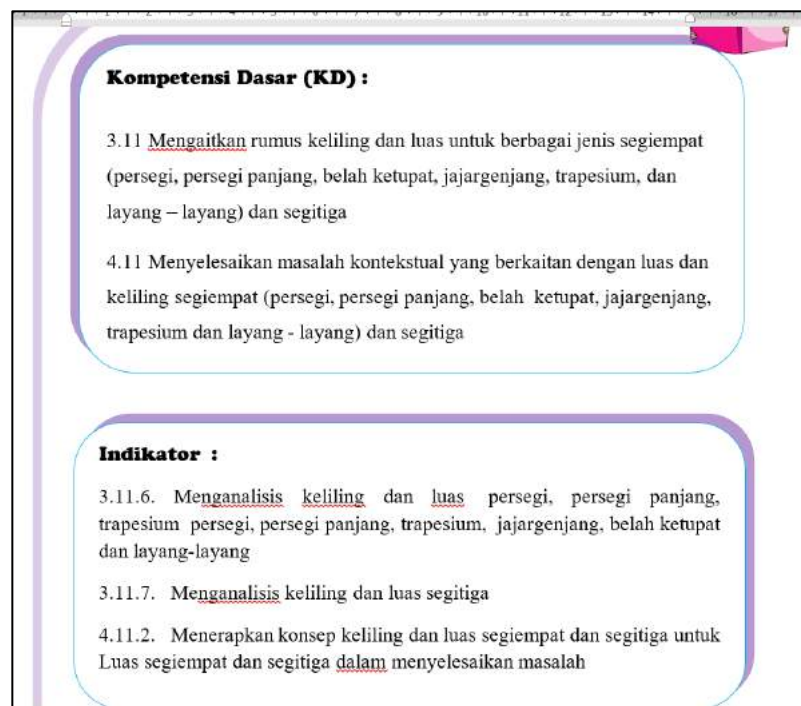 Kompetensi Dasar (KD) :
3.11 Mengaitkan rumus keliling dan luas untuk berbagai jenis segiempat
(persegi, persegi panjang, belah ketupat, jajargenjang, trapesium, dan
layang – layang) dan segitiga
4.11 Menyelesaikan masalah kontekstual yang berkaitan dengan luas dan
keliling segiempat (persegi, persegi panjang, belah ketupat, jajargenjang,
trapesium dan layang - layang) dan segitiga
Indikator :
3.11.6. Menganalisis keliling dan luas persegi, persegi panjang,
trapesium persegi, persegi panjang, trapesium, jajargenjang, belah ketupat
dan layang-layang
3.11.7. Menganalisis keliling dan luas segitiga
4.11.2. Menerapkan konsep keliling dan luas segiempat dan segitiga untuk
Luas segiempat dan segitiga dalam menyelesaikan masalah